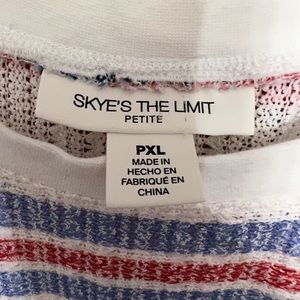 SKYE'S THE LIMIT
PETITE
PXL
MADE IN
HECHO EN
FABRIQUÉ EN
CHINA